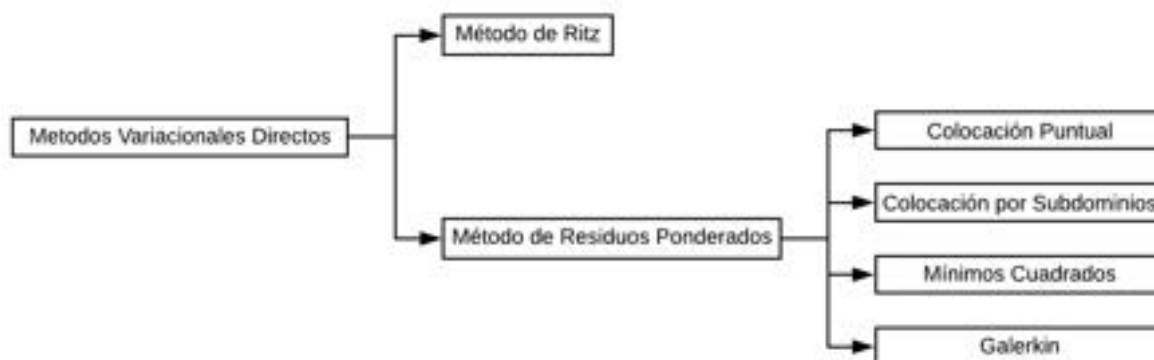 Método de Ritz
Metodos Variacionales Directos
Método de Residuos Ponderados
Colocación Puntual
Colocación por Subdominios
Mínimos Cuadrados
Galerkin